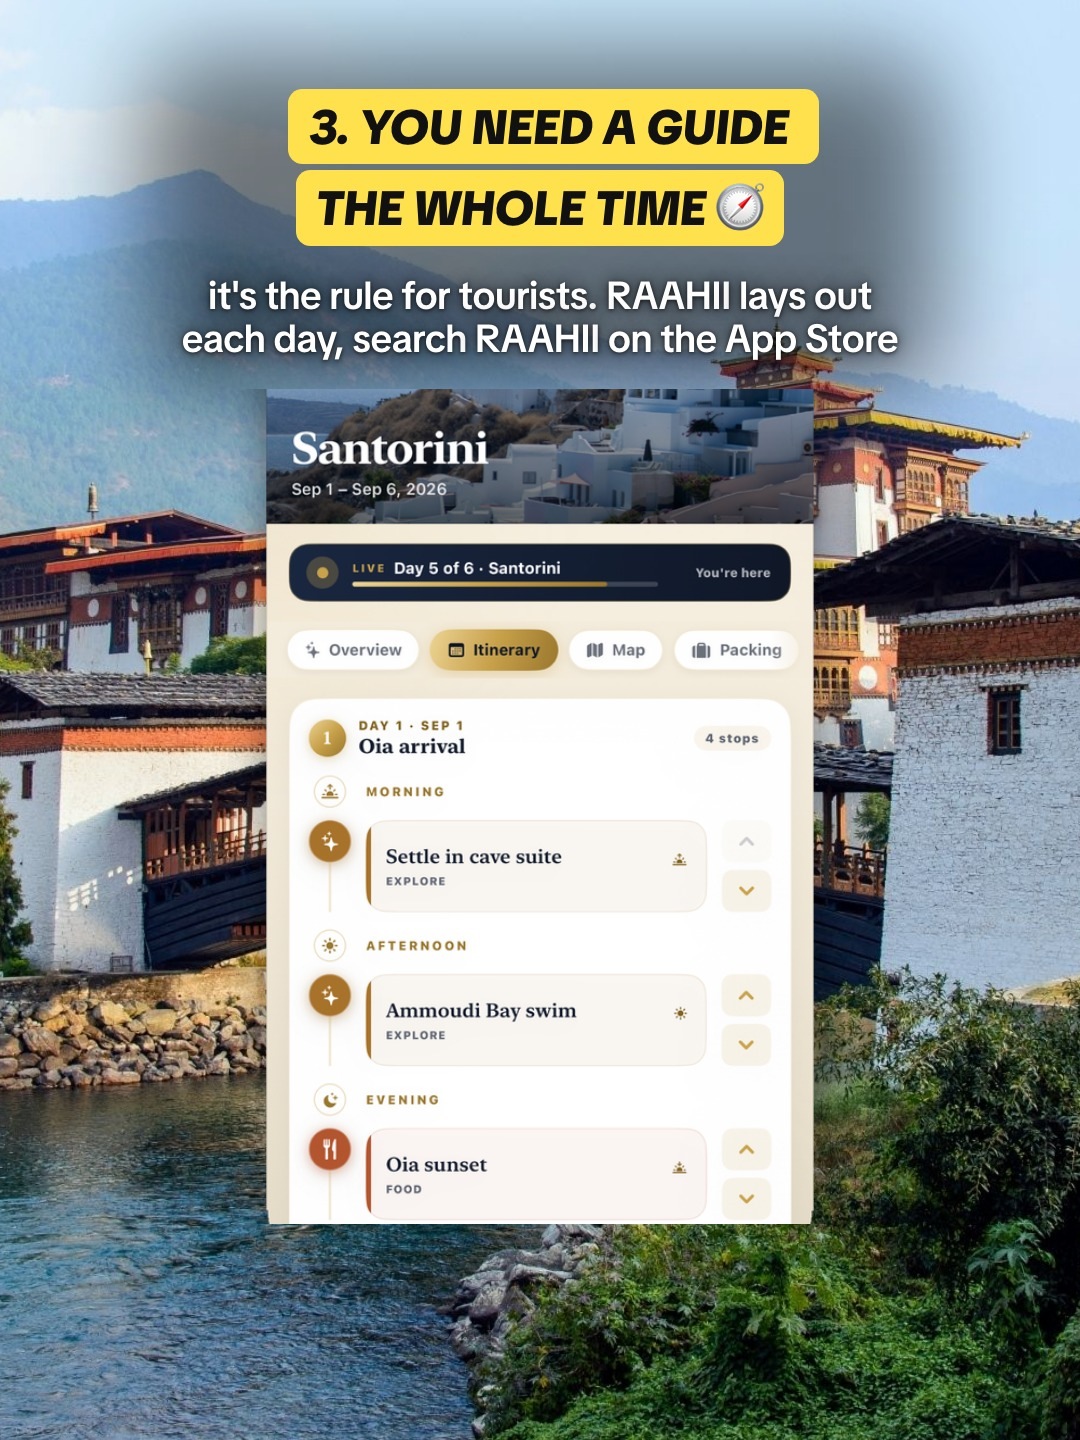 3. YOU NEED A GUIDE
THE WHOLE TIME
it's the rule for tourists. RAAHII lays out
each day, search RAAHII on the App Store
Santorini
Sep 1 – Sep 6, 2026
LIVE Day 5 of 6 · Santorini
You're here
Overview
Itinerary
Map
Packing
1
DAY 1 · SEP 1
Oia arrival
4 stops
MORNING
Settle in cave suite
EXPLORE
AFTERNOON
Ammoudi Bay swim
EXPLORE
EVENING
Oia sunset
FOOD